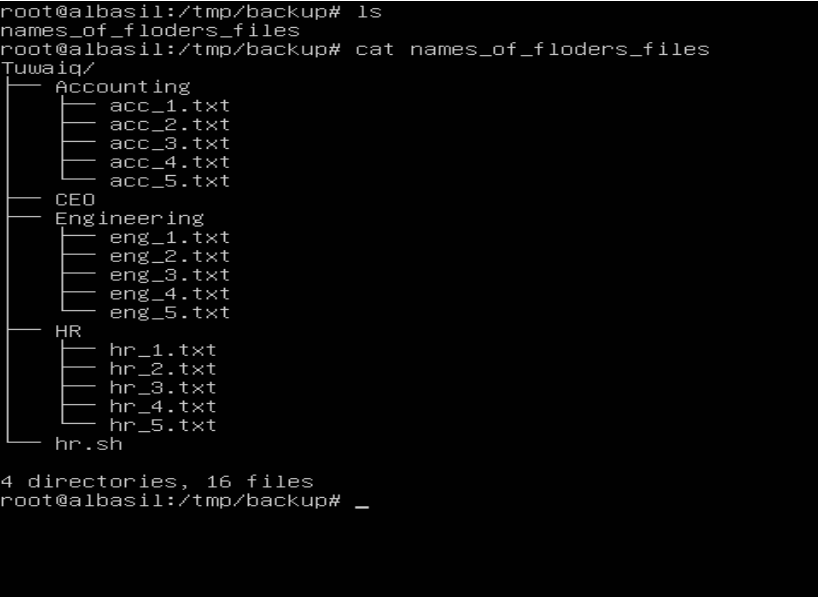 root@albasil:/tmp/backup# ls
names_of_floders_files
root@albasil:/tmp/backup# cat names_of_floders_files
Tuwaiq/
├── Accounting
│   ├── acc_1.txt
│   ├── acc_2.txt
│   ├── acc_3.txt
│   ├── acc_4.txt
│   └── acc_5.txt
├── CEO
├── Engineering
│   ├── eng_1.txt
│   ├── eng_2.txt
│   ├── eng_3.txt
│   ├── eng_4.txt
│   └── eng_5.txt
├── HR
│   ├── hr_1.txt
│   ├── hr_2.txt
│   ├── hr_3.txt
│   ├── hr_4.txt
│   └── hr_5.txt
└── hr.sh
4 directories, 16 files
root@albasil:/tmp/backup# _